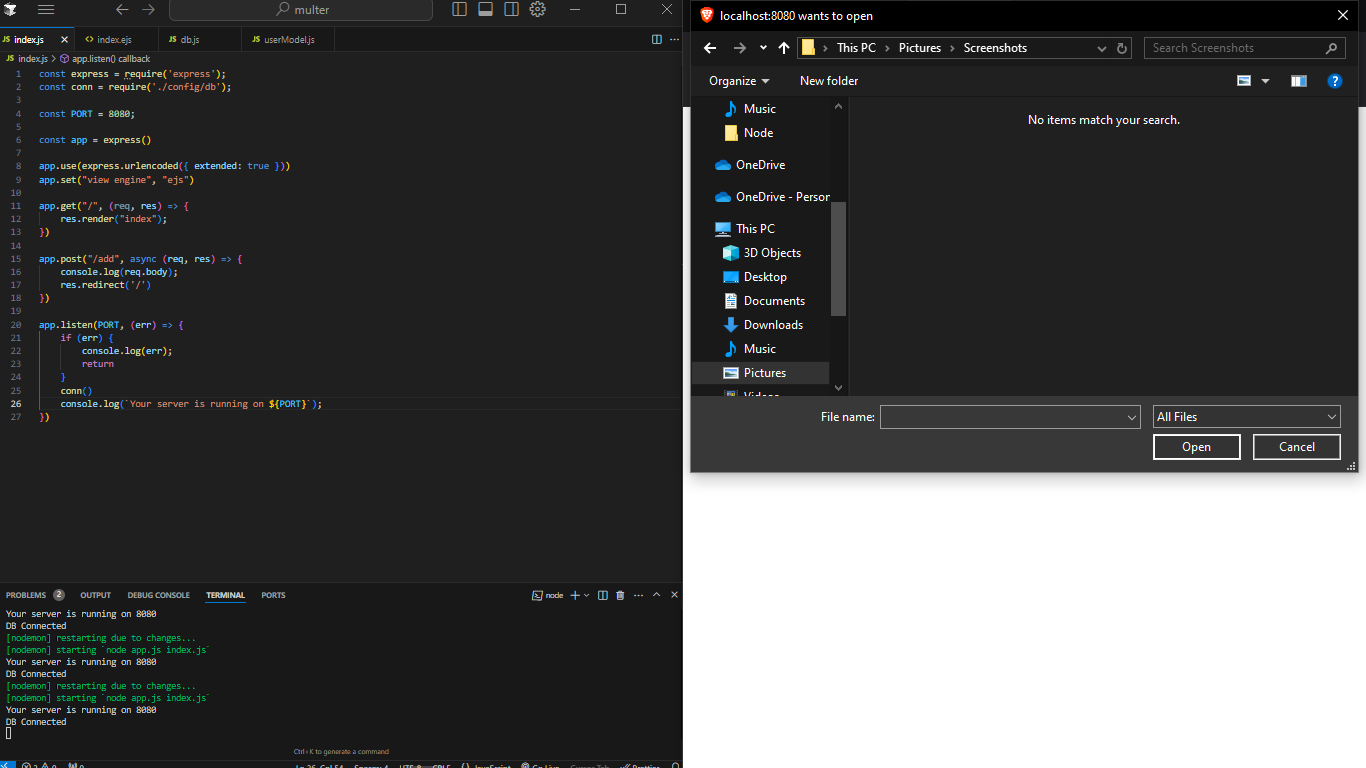 multer
index.js
index.ejs
db.js
userModel.js
index.js > app.listen() callback
1 const express = require('express');
2 const conn = require('./config/db');
3
4 const PORT = 8080;
5
6 const app = express()
7
8 app.use(express.urlencoded({ extended: true }))
9 app.set("view engine", "ejs")
10
11 app.get("/", (req, res) => {
12 res.render("index");
13 })
14
15 app.post("/add", async (req, res) => {
16 console.log(req.body);
17 res.redirect('/')
18 })
19
20 app.listen(PORT, (err) => {
21 if (err) {
22 console.log(err);
23 return
24 }
25 conn()
26 console.log(`Your server is running on ${PORT}`);
27 })
PROBLEMS 2 OUTPUT DEBUG CONSOLE TERMINAL PORTS node
Your server is running on 8080
DB Connected
[nodemon] restarting due to changes...
[nodemon] starting `node app.js index.js`
Your server is running on 8080
DB Connected
[nodemon] restarting due to changes...
[nodemon] starting `node app.js index.js`
Your server is running on 8080
DB Connected
Ctrl+K to generate a command
localhost:8080 wants to open
This PC > Pictures > Screenshots
Search Screenshots
Organize
New folder
Music
Node
OneDrive
OneDrive - Person
This PC
3D Objects
Desktop
Documents
Downloads
Music
Pictures
No items match your search.
File name:
All Files
Open
Cancel